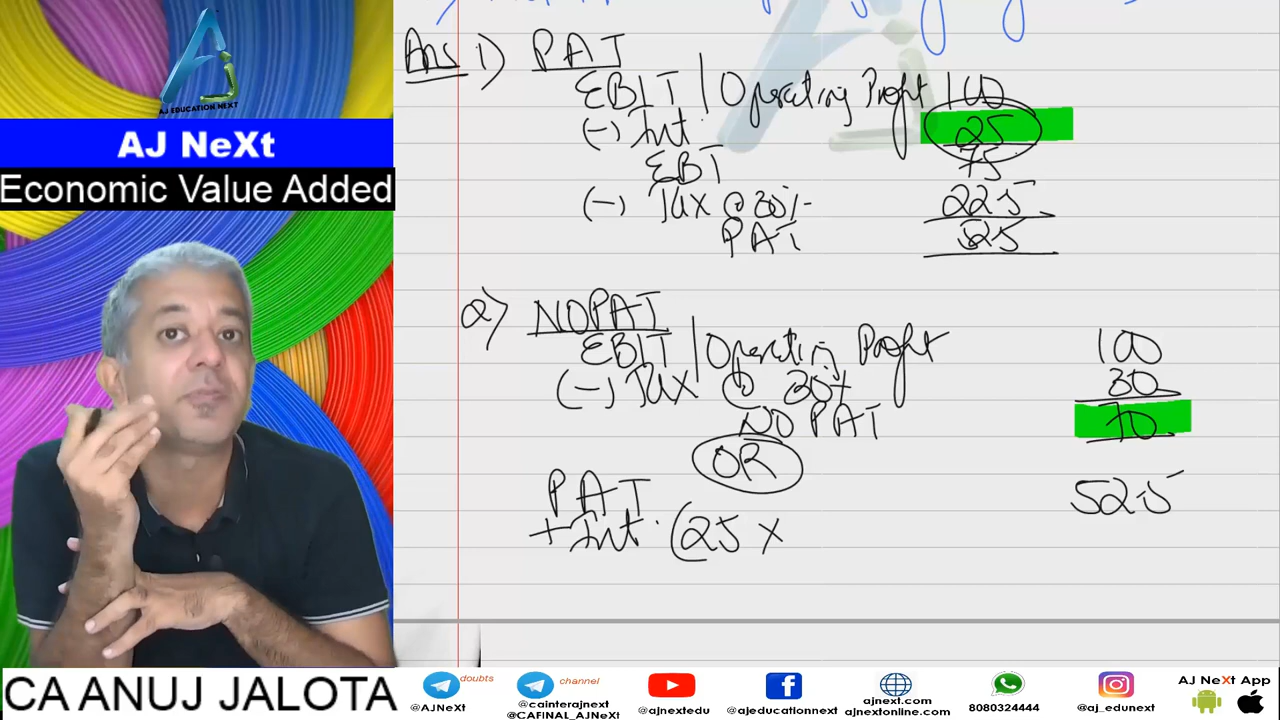 AJ EDUCATION NEXT
AJ NeXt
Economic Value Added
Ans 1) PAT
EBIT | Operating Profit 100
(-) Int. 25
EBT 75
(-) Tax @ 30% 22.5
PAT 52.5
2) NOPAT
EBIT | Operating Profit 100
(-) Tax @ 30% 30
NOPAT 70
OR
PAT 52.5
+ Int. (25 x
CA ANUJ JALOTA
doubts
@AJNeXt
channel
@cainterajnext
@CAFINAL_AJNeXt
@ajnextedu
@ajeducationnext
ajnext.com
ajnextonline.com
8080324444
@aj_edunext
AJ NeXt App